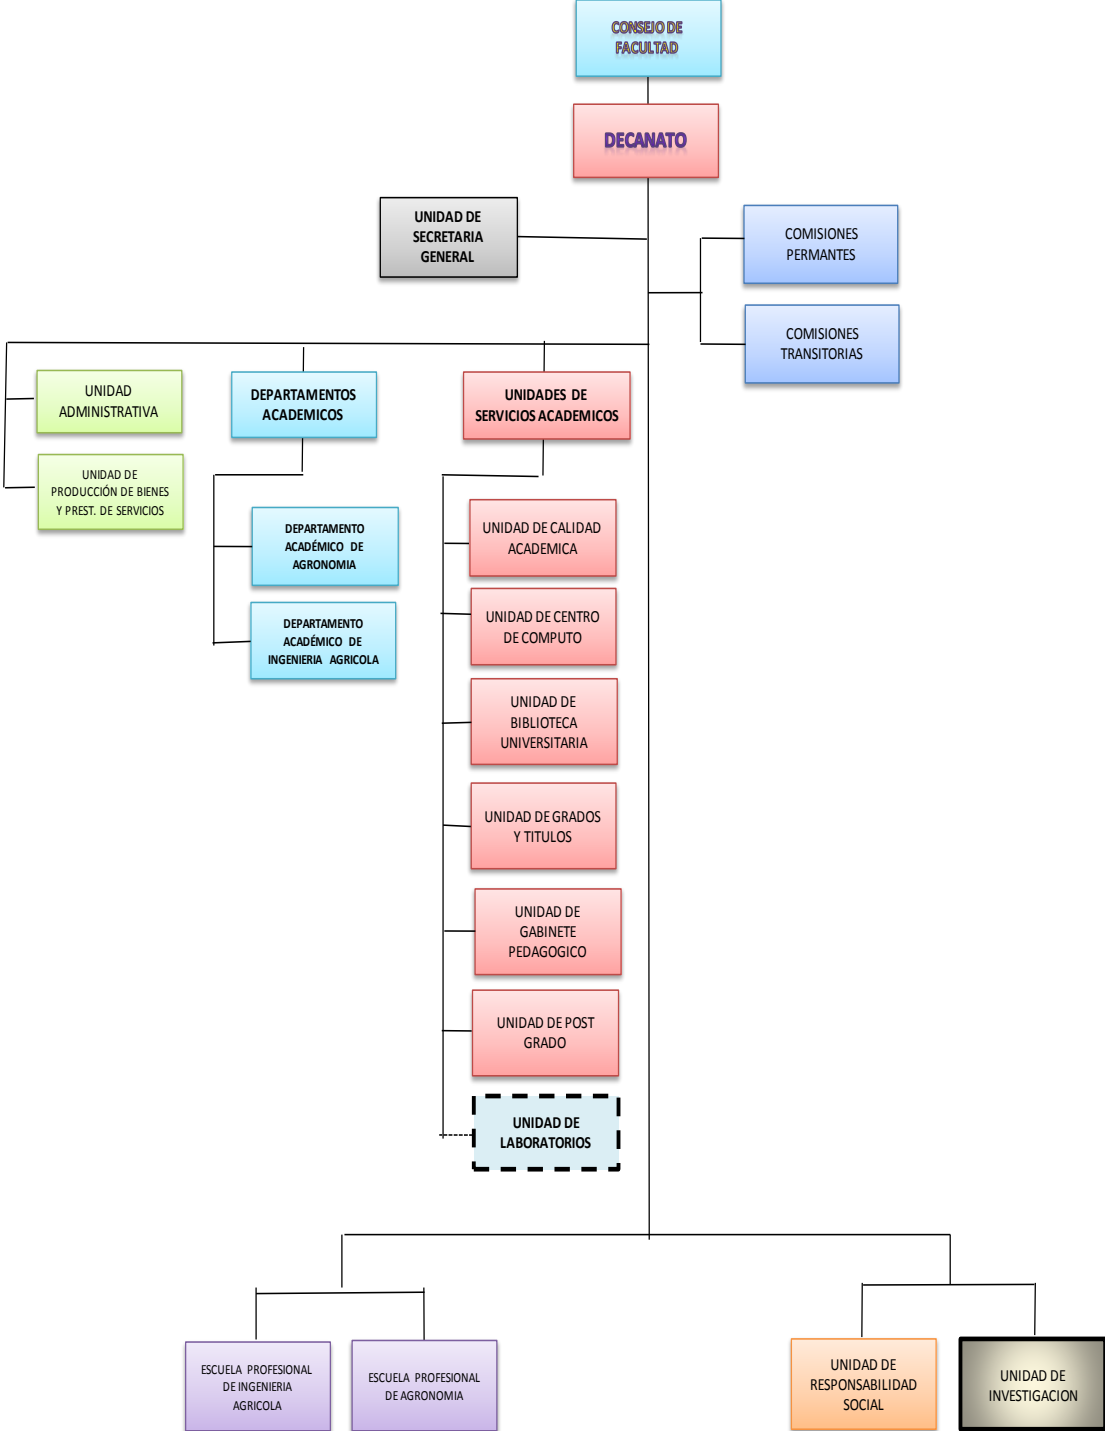 CONSEJO DE
FACULTAD
DECANATO
UNIDAD DE
SECRETARIA
GENERAL
COMISIONES
PERMANTES
COMISIONES
TRANSITORIAS
UNIDAD
ADMINISTRATIVA
UNIDAD DE
PRODUCCIÓN DE BIENES
Y PREST. DE SERVICIOS
DEPARTAMENTOS
ACADEMICOS
DEPARTAMENTO
ACADÉMICO DE
AGRONOMIA
DEPARTAMENTO
ACADÉMICO DE
INGENIERIA AGRICOLA
UNIDADES DE
SERVICIOS ACADEMICOS
UNIDAD DE CALIDAD
ACADEMICA
UNIDAD DE CENTRO
DE COMPUTO
UNIDAD DE
BIBLIOTECA
UNIVERSITARIA
UNIDAD DE GRADOS
Y TITULOS
UNIDAD DE
GABINETE
PEDAGOGICO
UNIDAD DE POST
GRADO
UNIDAD DE
LABORATORIOS
ESCUELA PROFESIONAL
DE INGENIERIA
AGRICOLA
ESCUELA PROFESIONAL
DE AGRONOMIA
UNIDAD DE
RESPONSABILIDAD
SOCIAL
UNIDAD DE
INVESTIGACION